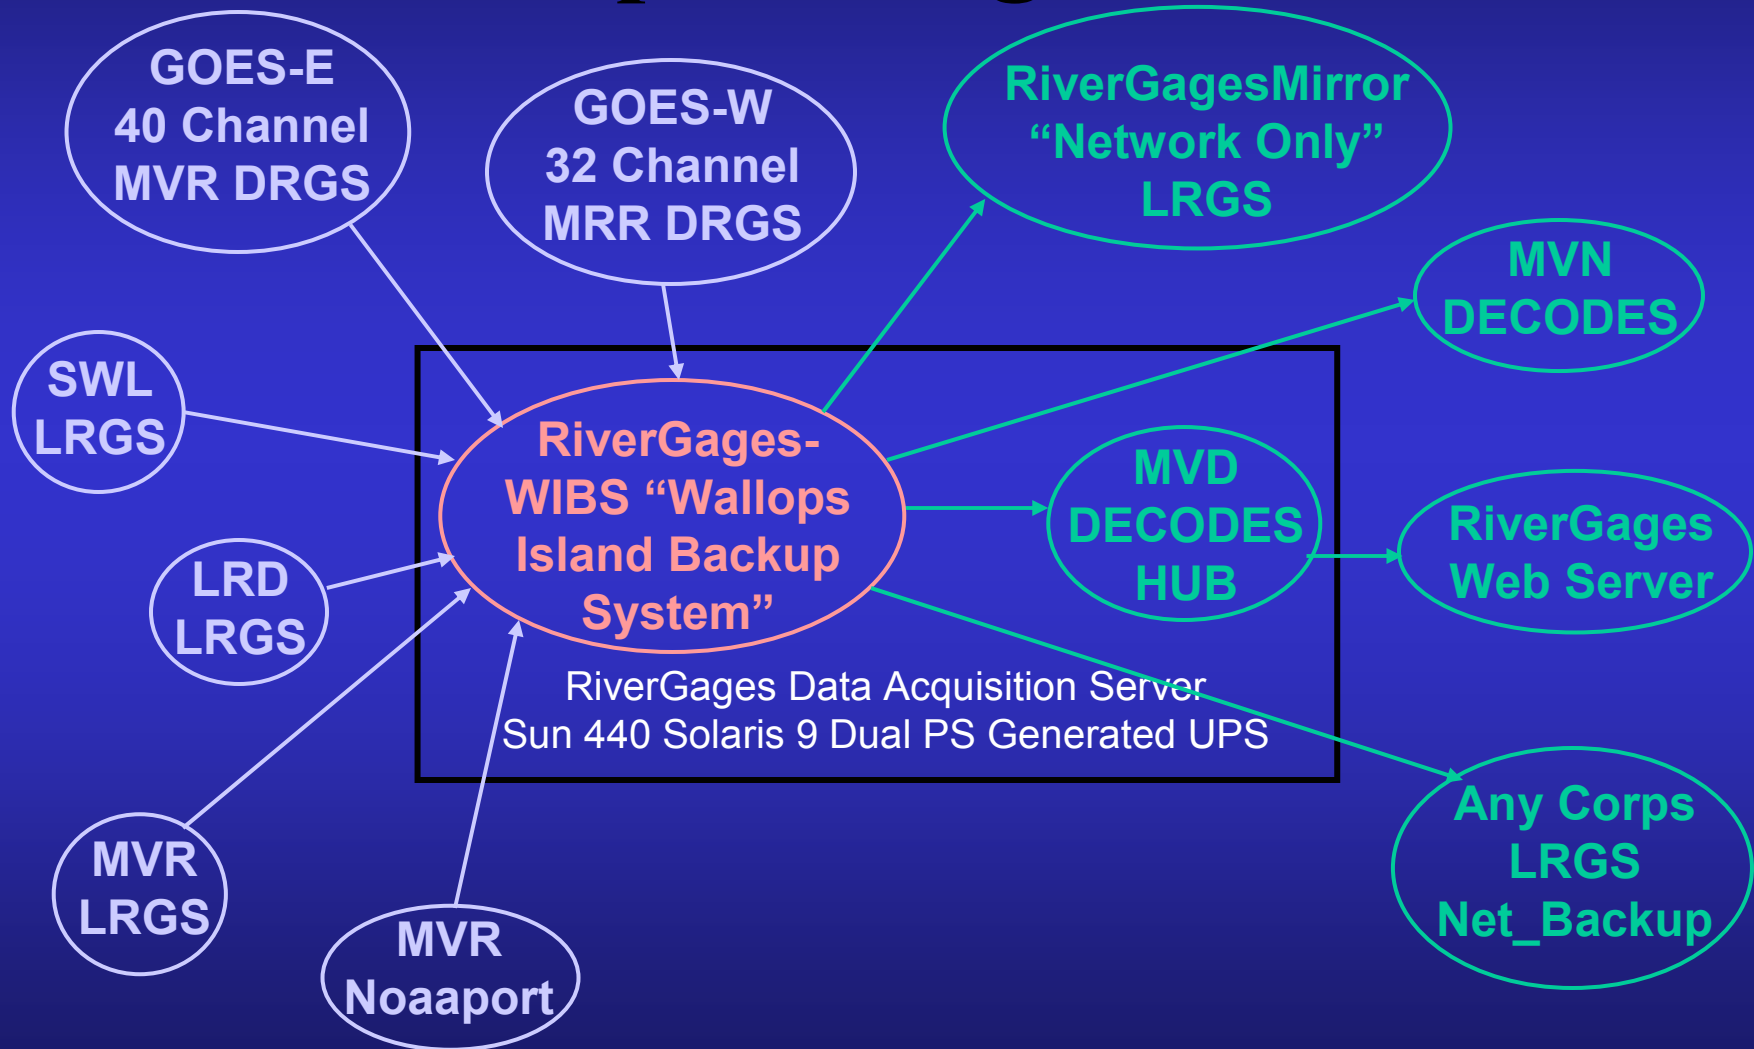 GOES-E
40 Channel
MVR DRGS
GOES-W
32 Channel
MRR DRGS
RiverGagesMirror
“Network Only”
LRGS
MVN
DECODES
SWL
LRGS
RiverGages-
WIBS “Wallops
Island Backup
System”
MVD
DECODES
HUB
RiverGages
Web Server
LRD
LRGS
RiverGages Data Acquisition Server
Sun 440 Solaris 9 Dual PS Generated UPS
MVR
LRGS
MVR
Noaaport
Any Corps
LRGS
Net_Backup